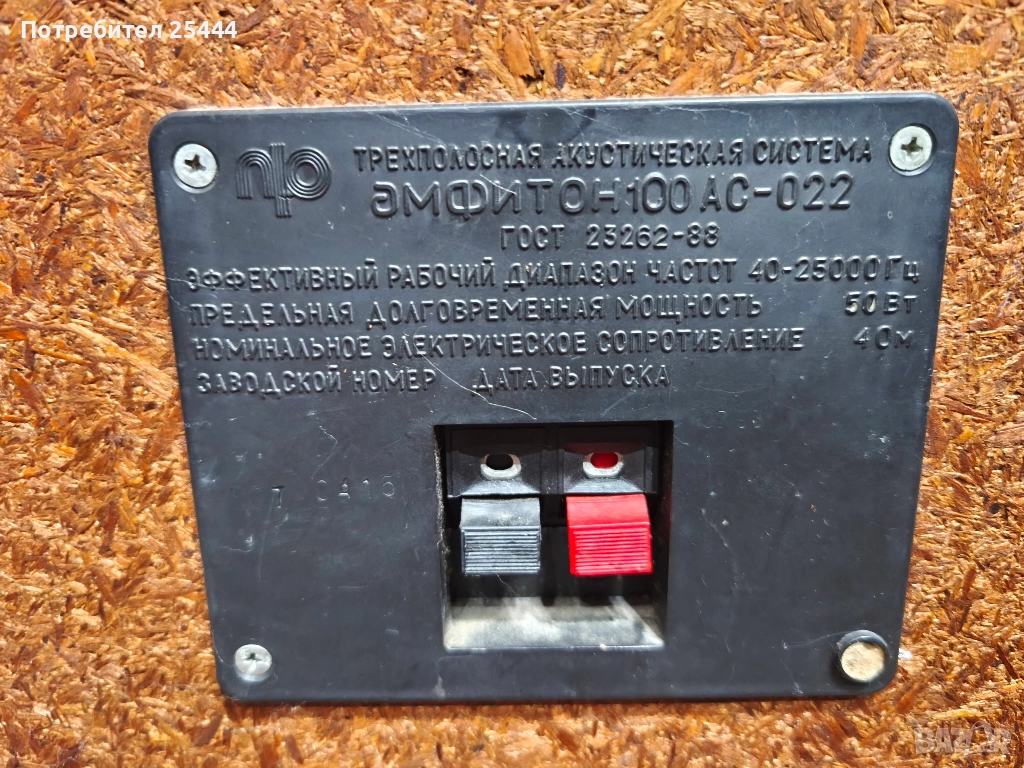 Потребител 25444
ТРЕХПОЛОСНАЯ АКУСТИЧЕСКАЯ СИСТЕМА
ЭМФИТОН 100 АС-022
ГОСТ 23262-88
ЭФФЕКТИВНЫЙ РАБОЧИЙ ДИАПАЗОН ЧАСТОТ 40-25000 Гц
ПРЕДЕЛЬНАЯ ДОЛГОВРЕМЕННАЯ МОЩНОСТЬ 50 Вт
НОМИНАЛЬНОЕ ЭЛЕКТРИЧЕСКОЕ СОПРОТИВЛЕНИЕ 4 Ом
ЗАВОДСКОЙ НОМЕР ДАТА ВЫПУСКА
BAZAR